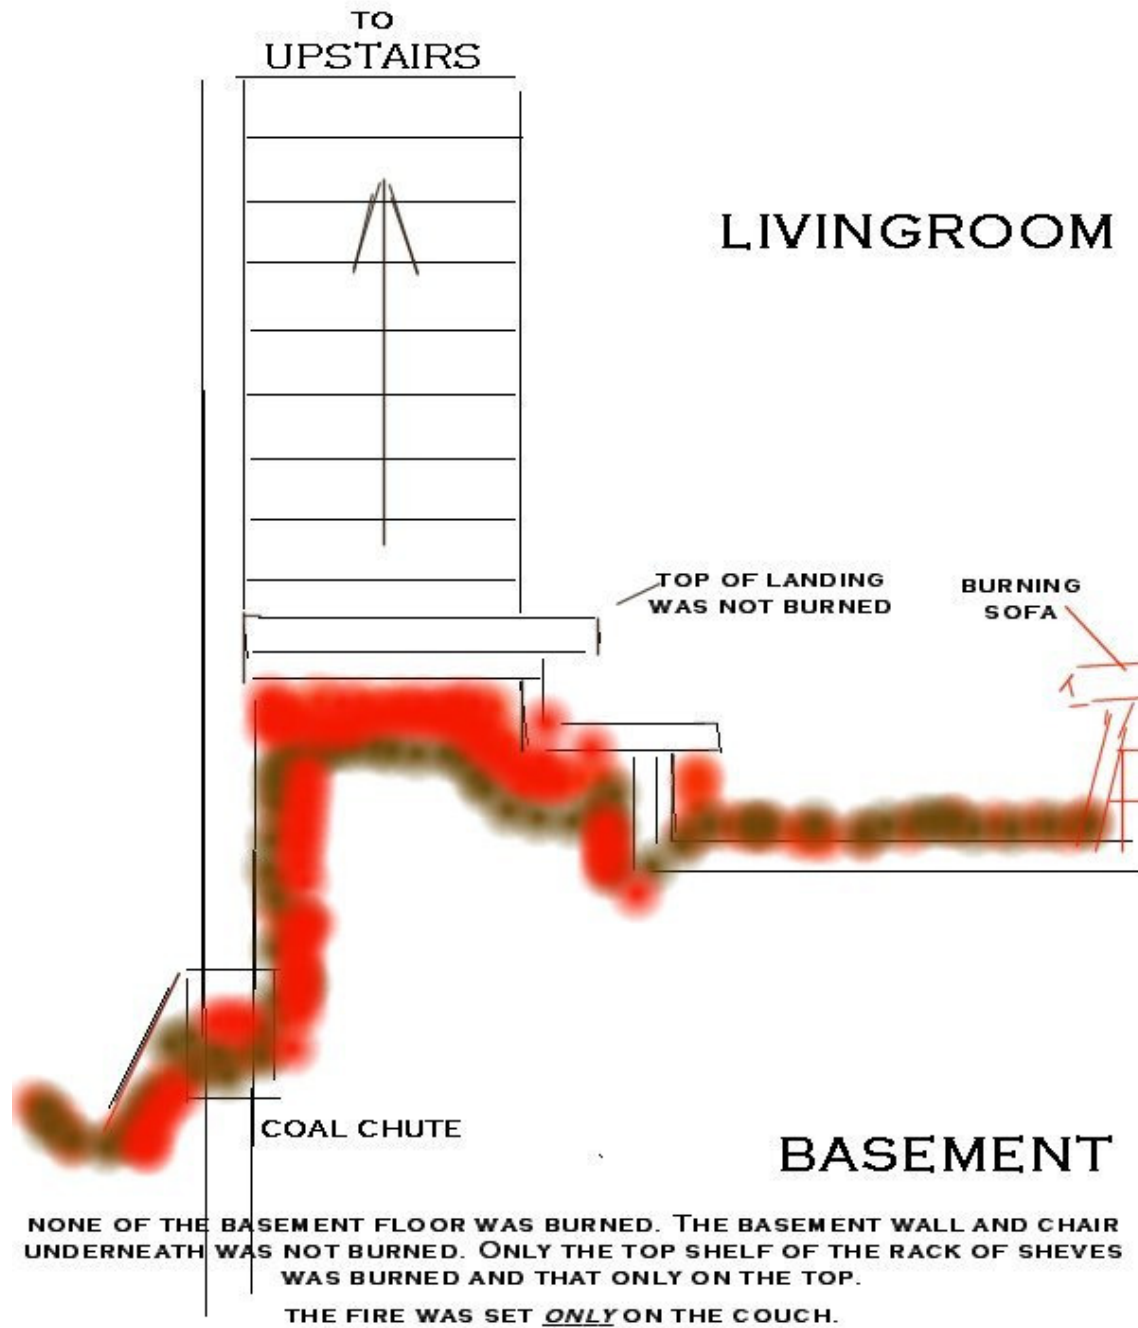 TO
UPSTAIRS
LIVINGROOM
TOP OF LANDING
WAS NOT BURNED
BURNING
SOFA
COAL CHUTE
BASEMENT
NONE OF THE BASEMENT FLOOR WAS BURNED. THE BASEMENT WALL AND CHAIR
UNDERNEATH WAS NOT BURNED. ONLY THE TOP SHELF OF THE RACK OF SHEVES
WAS BURNED AND THAT ONLY ON THE TOP.
THE FIRE WAS SET ONLY ON THE COUCH.